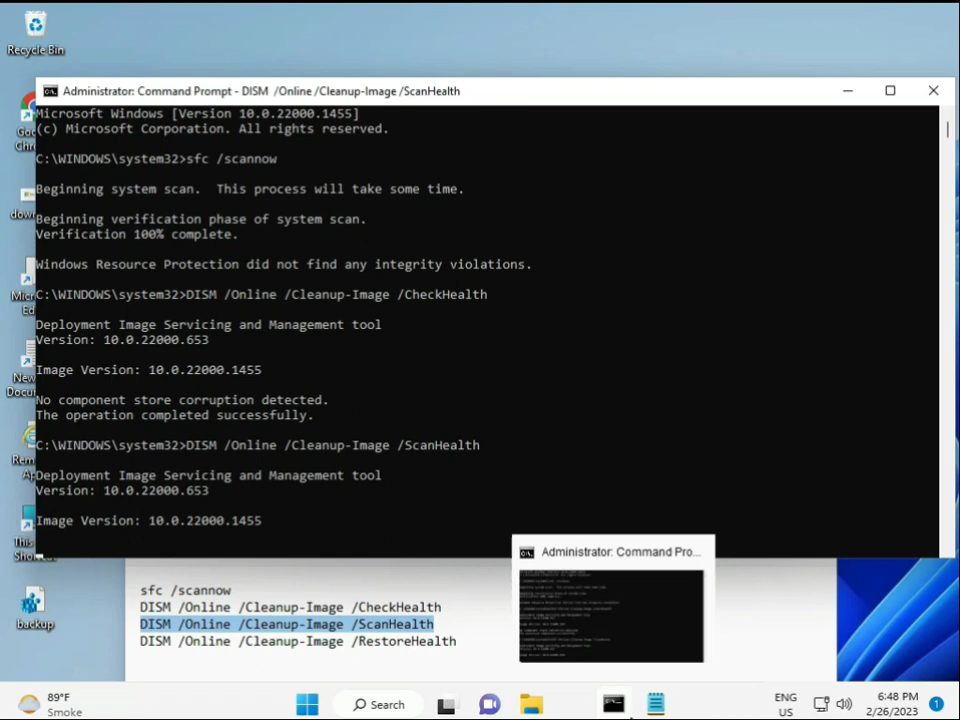 Recycle Bin
Administrator: Command Prompt - DISM /Online /Cleanup-Image /ScanHealth
Microsoft Windows [Version 10.0.22000.1455]
(c) Microsoft Corporation. All rights reserved.
C:\WINDOWS\system32>sfc /scannow
Beginning system scan.  This process will take some time.
Beginning verification phase of system scan.
Verification 100% complete.
Windows Resource Protection did not find any integrity violations.
C:\WINDOWS\system32>DISM /Online /Cleanup-Image /CheckHealth
Deployment Image Servicing and Management tool
Version: 10.0.22000.653
Image Version: 10.0.22000.1455
No component store corruption detected.
The operation completed successfully.
C:\WINDOWS\system32>DISM /Online /Cleanup-Image /ScanHealth
Deployment Image Servicing and Management tool
Version: 10.0.22000.653
Image Version: 10.0.22000.1455
Administrator: Command Pro...
sfc /scannow
DISM /Online /Cleanup-Image /CheckHealth
DISM /Online /Cleanup-Image /ScanHealth
DISM /Online /Cleanup-Image /RestoreHealth
backup
89°F
Smoke
Search
ENG
US
6:48 PM
2/26/2023
1